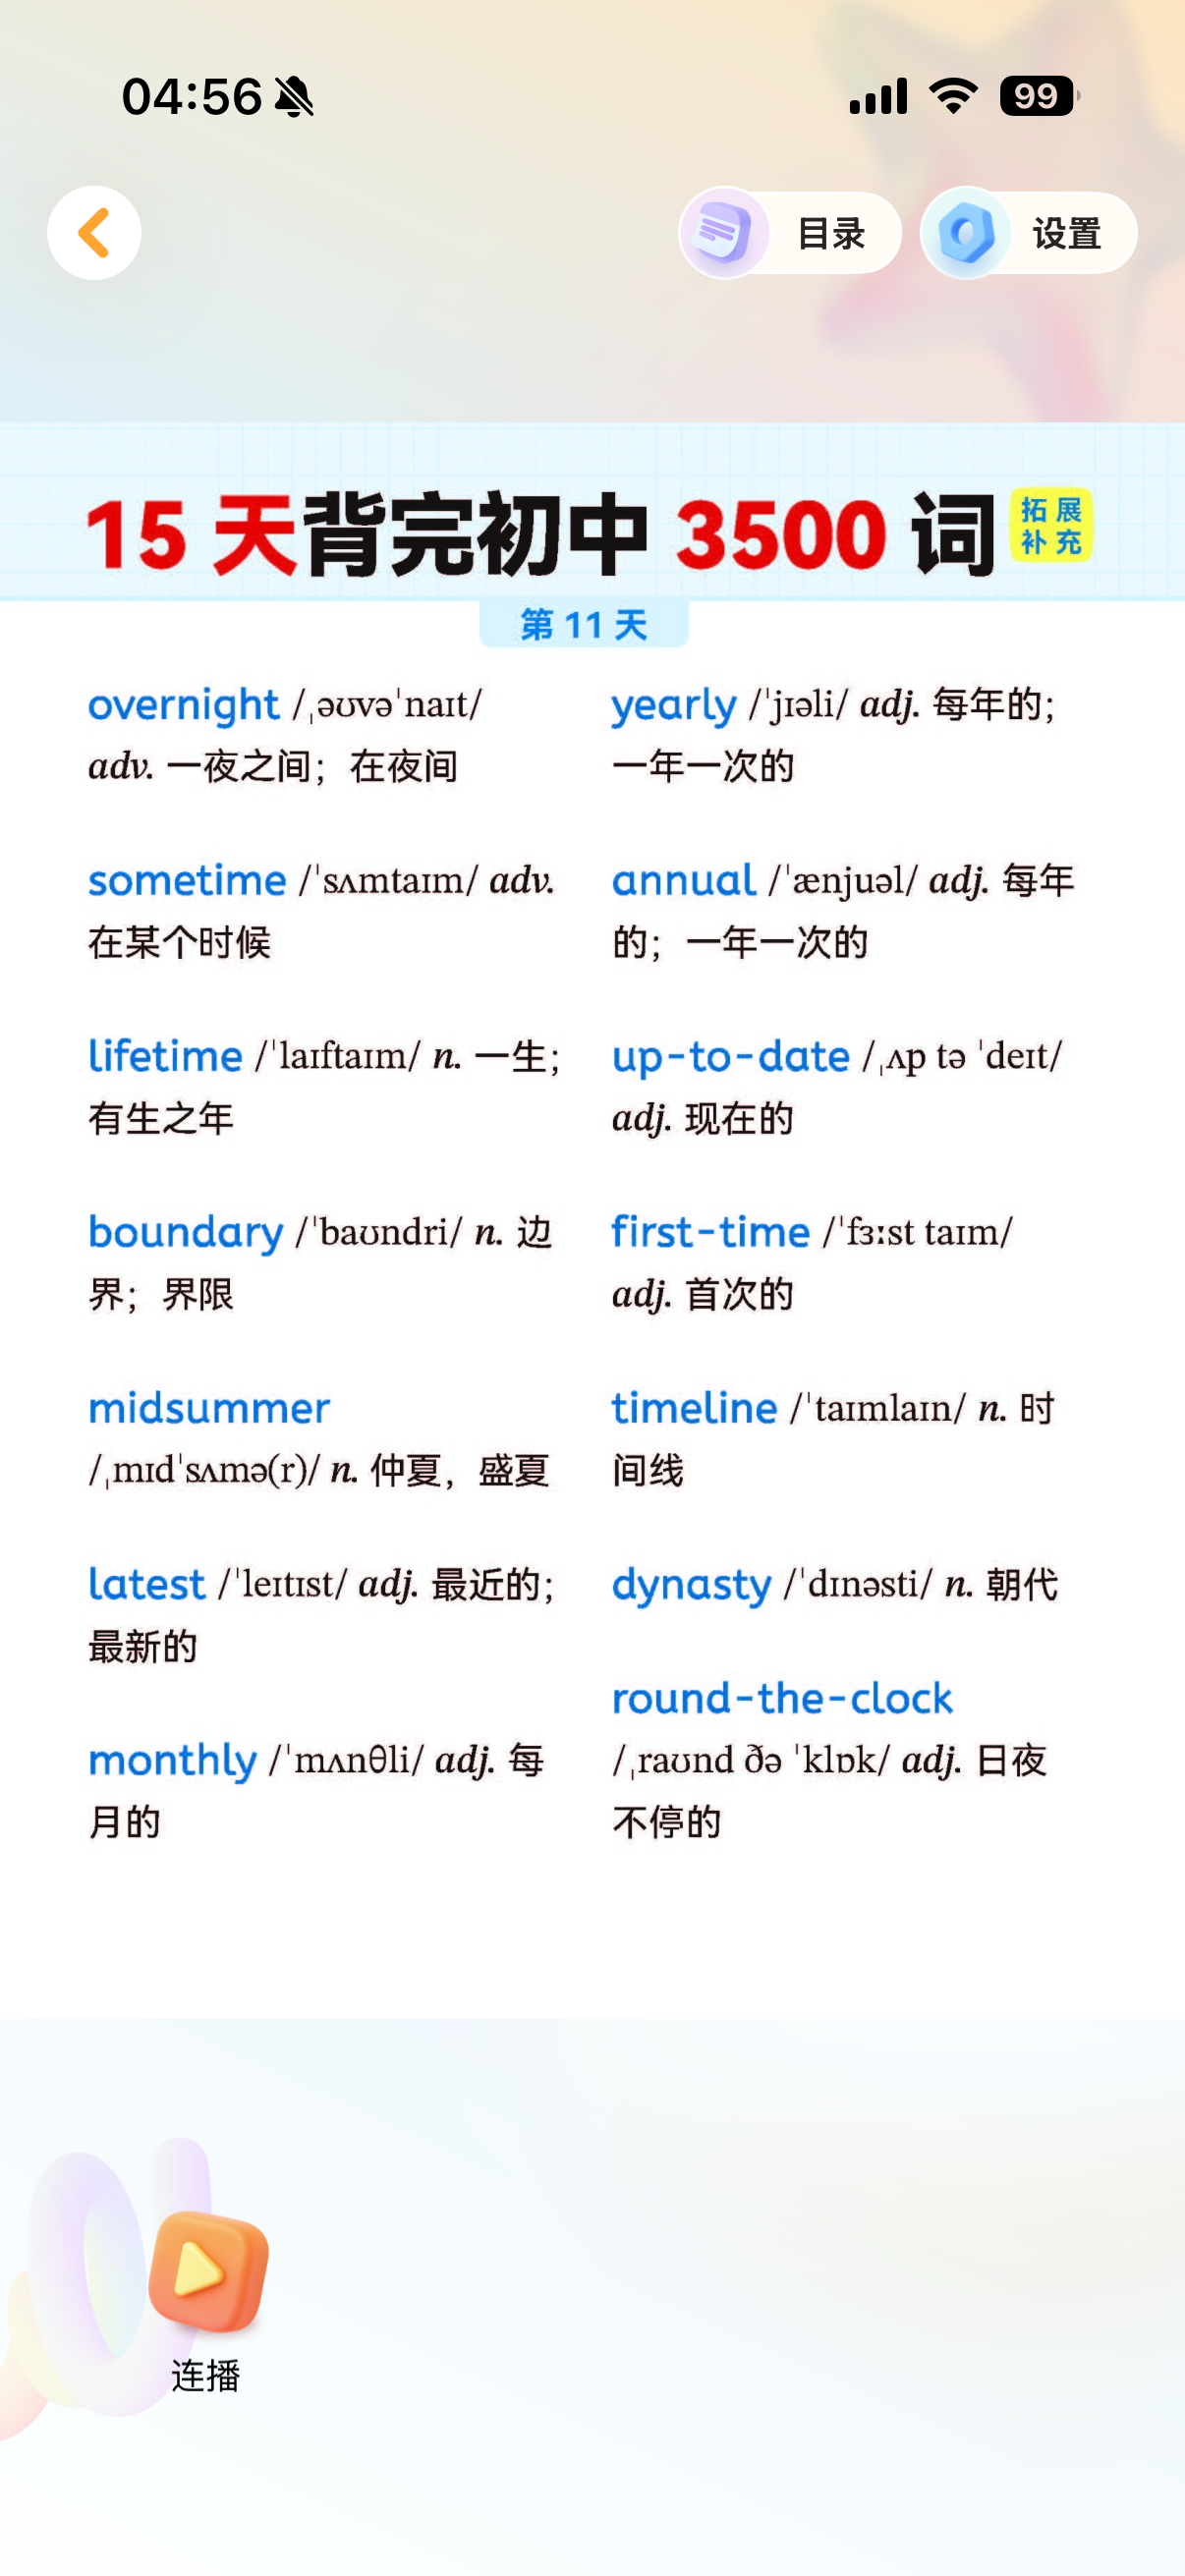 04:56
99
目录
设置
15 天背完初中 3500 词
拓展
补充
第 11 天
overnight /ˌəʊvəˈnaɪt/
adv. 一夜之间；在夜间
sometime /ˈsʌmtaɪm/ adv.
在某个时候
lifetime /ˈlaɪftaɪm/ n. 一生；
有生之年
boundary /ˈbaʊndri/ n. 边
界；界限
midsummer
/ˌmɪdˈsʌmə(r)/ n. 仲夏，盛夏
latest /ˈleɪtɪst/ adj. 最近的；
最新的
monthly /ˈmʌnθli/ adj. 每
月的
yearly /ˈjɪəli/ adj. 每年的；
一年一次的
annual /ˈænjuəl/ adj. 每年
的；一年一次的
up-to-date /ˌʌp tə ˈdeɪt/
adj. 现在的
first-time /ˈfɜːst taɪm/
adj. 首次的
timeline /ˈtaɪmlaɪn/ n. 时
间线
dynasty /ˈdɪnəsti/ n. 朝代
round-the-clock
/ˌraʊnd ðə ˈklɒk/ adj. 日夜
不停的
连播